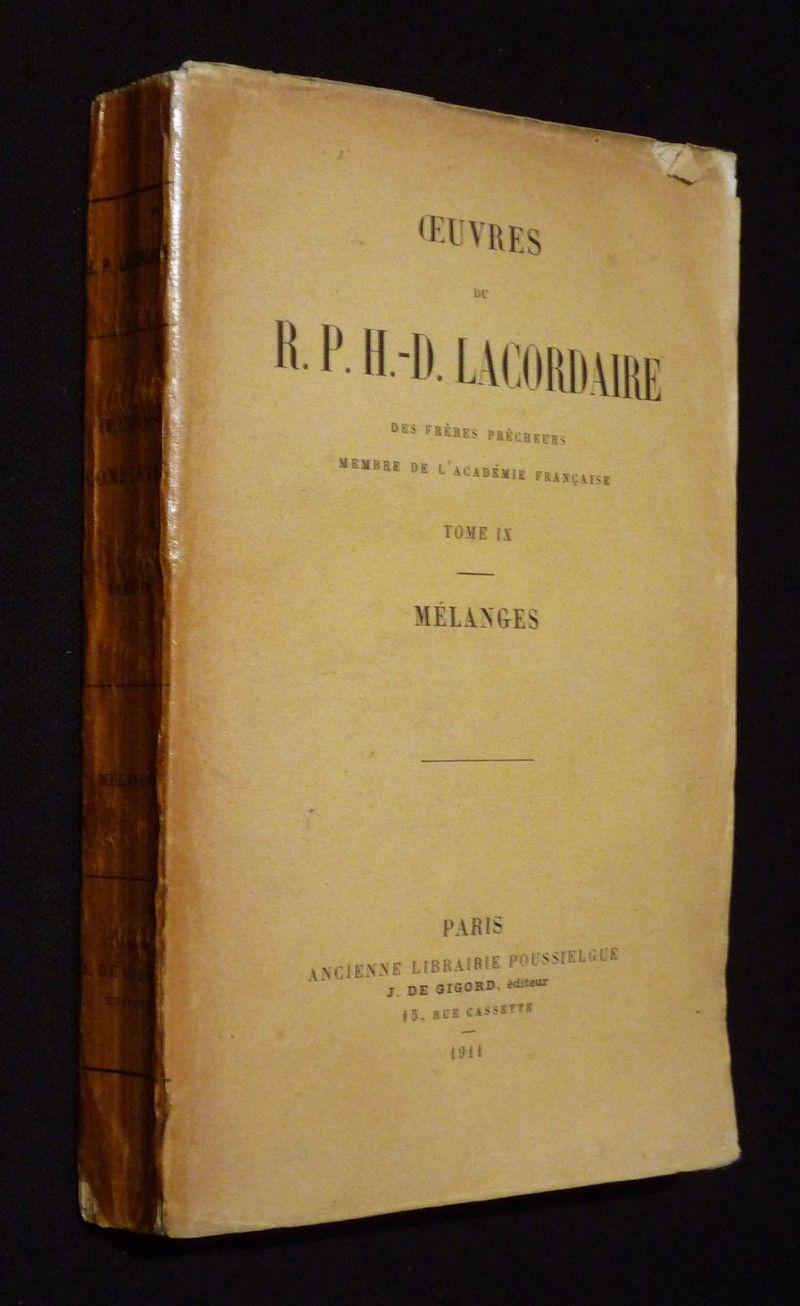 ŒUVRES
DU
R. P. H.-D. LACORDAIRE
DES FRÈRES PRÊCHEURS
MEMBRE DE L'ACADÉMIE FRANÇAISE
TOME IX
MÉLANGES
PARIS
ANCIENNE LIBRAIRIE POUSSIELGUE
J. DE GIGORD, éditeur
15, RUE CASSETTE
1911